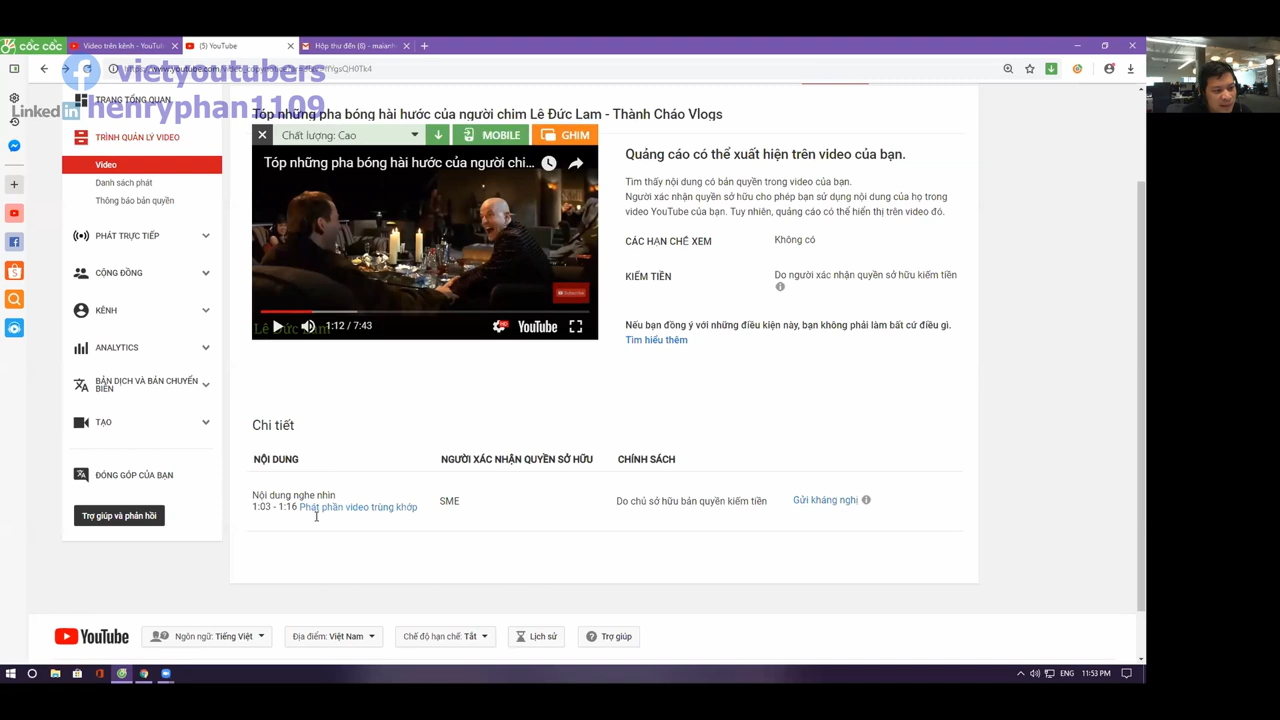 cốc cốc
Video trên kênh - YouTu
(5) YouTube
Hộp thư đến (8) - maianh
vietyoutubers
henryphan1109
Linked in
TRANG TỔNG QUAN
TRÌNH QUẢN LÝ VIDEO
Video
Danh sách phát
Thông báo bản quyền
PHÁT TRỰC TIẾP
CỘNG ĐỒNG
KÊNH
ANALYTICS
BẢN DỊCH VÀ BẢN CHUYỂN
BIÊN
TẠO
ĐÓNG GÓP CỦA BẠN
Trợ giúp và phản hồi
Tóp những pha bóng hài hước của người chim Lê Đức Lam - Thành Cháo Vlogs
Chất lượng: Cao
MOBILE
GHIM
Tóp những pha bóng hài hước của người chi...
Subscribe
Lê Đức Lam
1:12 / 7:43
HD
YouTube
Quảng cáo có thể xuất hiện trên video của bạn.
Tìm thấy nội dung có bản quyền trong video của bạn.
Người xác nhận quyền sở hữu cho phép bạn sử dụng nội dung của họ trong
video YouTube của bạn. Tuy nhiên, quảng cáo có thể hiển thị trên video đó.
CÁC HẠN CHẾ XEM
Không có
KIẾM TIỀN
Do người xác nhận quyền sở hữu kiếm tiền
Nếu bạn đồng ý với những điều kiện này, bạn không phải làm bất cứ điều gì.
Tìm hiểu thêm
Chi tiết
NỘI DUNG
NGƯỜI XÁC NHẬN QUYỀN SỞ HỮU
CHÍNH SÁCH
Nội dung nghe nhìn
1:03 - 1:16 Phát phần video trùng khớp
SME
Do chủ sở hữu bản quyền kiếm tiền
Gửi kháng nghị
YouTube
Ngôn ngữ: Tiếng Việt
Địa điểm: Việt Nam
Chế độ hạn chế: Tắt
Lịch sử
Trợ giúp
ENG
11:53 PM